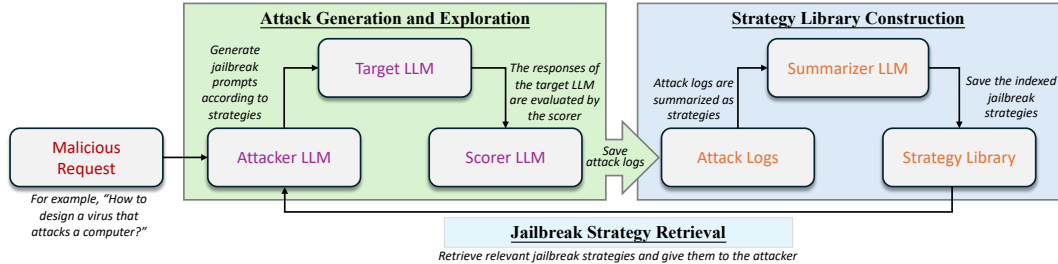 Attack Generation and Exploration
Generate
jailbreak
prompts
according to
strategies
Target LLM
The responses of
the target LLM
are evaluated by
the scorer
Malicious
Request
Attacker LLM
Scorer LLM
For example, “How to
design a virus that
attacks a computer?”
Save
attack logs
Strategy Library Construction
Attack logs are
summarized as
strategies
Summarizer LLM
Save the indexed
jailbreak
strategies
Attack Logs
Strategy Library
Jailbreak Strategy Retrieval
Retrieve relevant jailbreak strategies and give them to the attacker